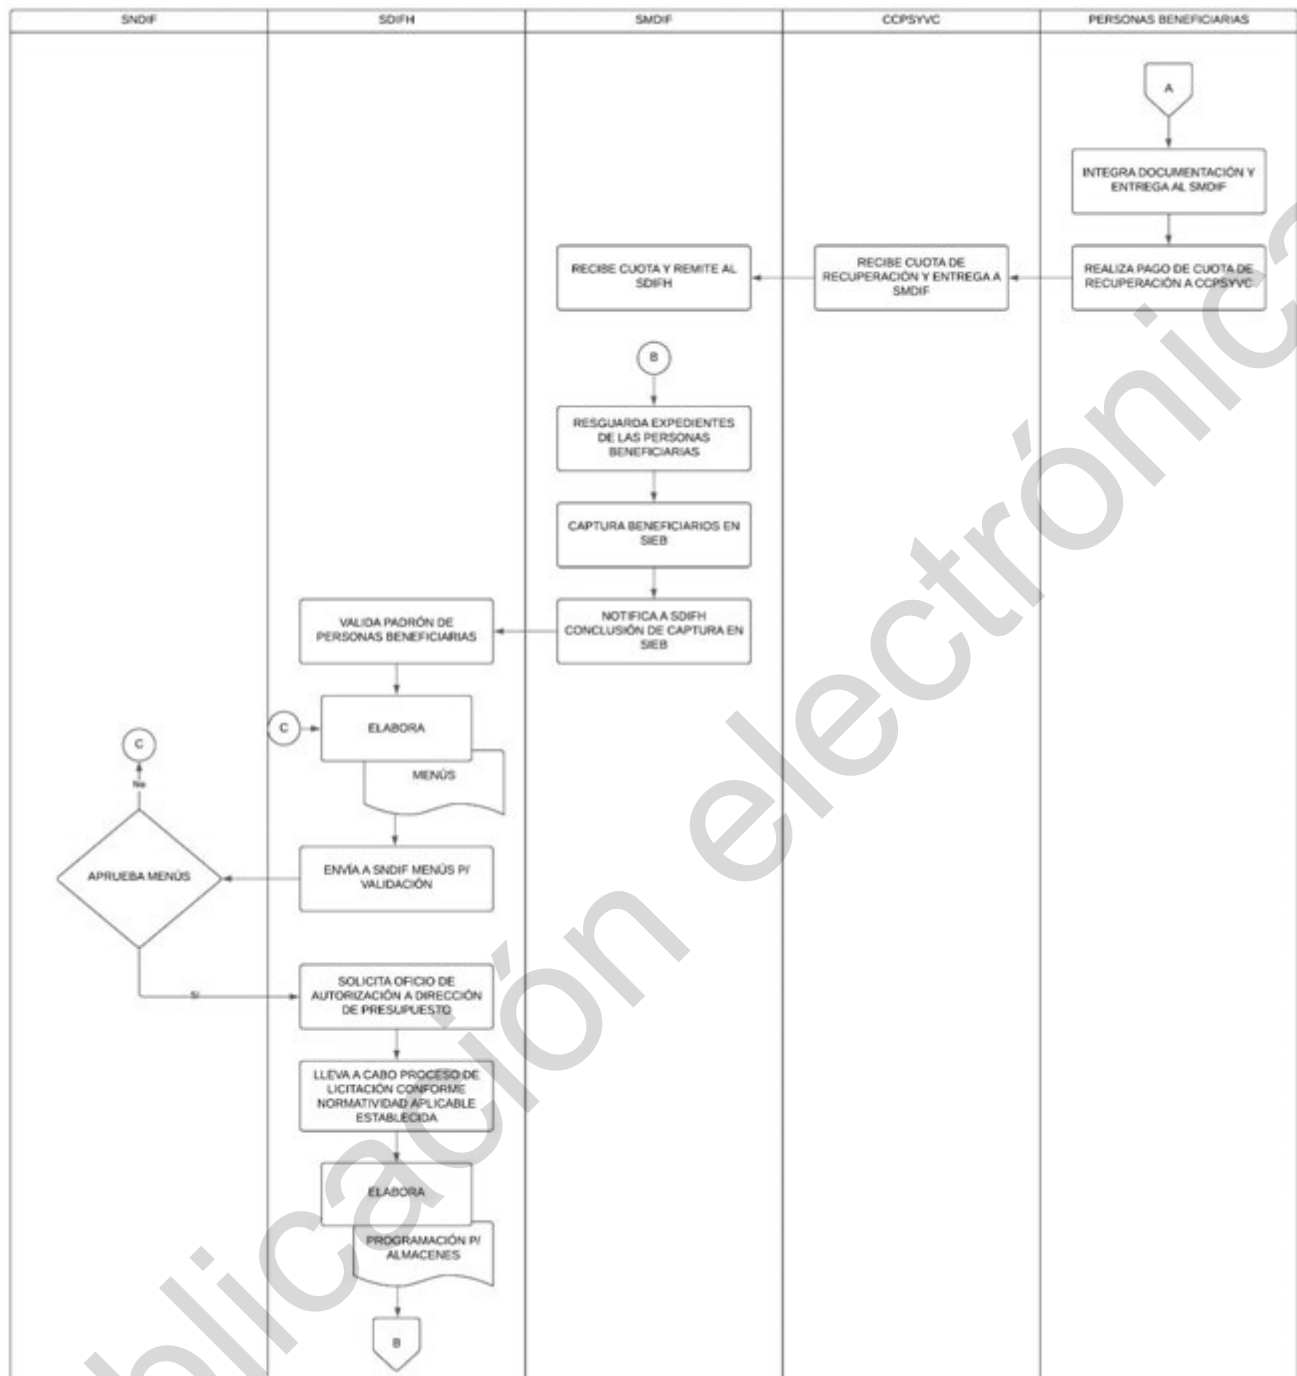 SNDIF
SDIFH
SMDIF
CCPSYVC
PERSONAS BENEFICIARIAS
A
INTEGRA DOCUMENTACIÓN Y
ENTREGA AL SMDIF
REALIZA PAGO DE CUOTA DE
RECUPERACIÓN A CCPSYVC
RECIBE CUOTA DE
RECUPERACIÓN Y ENTREGA A
SMDIF
RECIBE CUOTA Y REMITE AL
SDIFH
B
RESGUARDA EXPEDIENTES
DE LAS PERSONAS
BENEFICIARIAS
CAPTURA BENEFICIARIOS EN
SIEB
NOTIFICA A SDIFH
CONCLUSIÓN DE CAPTURA EN
SIEB
VALIDA PADRÓN DE
PERSONAS BENEFICIARIAS
C
ELABORA
MENÚS
ENVÍA A SNDIF MENÚS P/
VALIDACIÓN
C
No
APRUEBA MENÚS
SI
SOLICITA OFICIO DE
AUTORIZACIÓN A DIRECCIÓN
DE PRESUPUESTO
LLEVA A CABO PROCESO DE
LICITACIÓN CONFORME
NORMATIVIDAD APLICABLE
ESTABLECIDA
ELABORA
PROGRAMACIÓN P/
ALMACENES
B
blicación electrónica